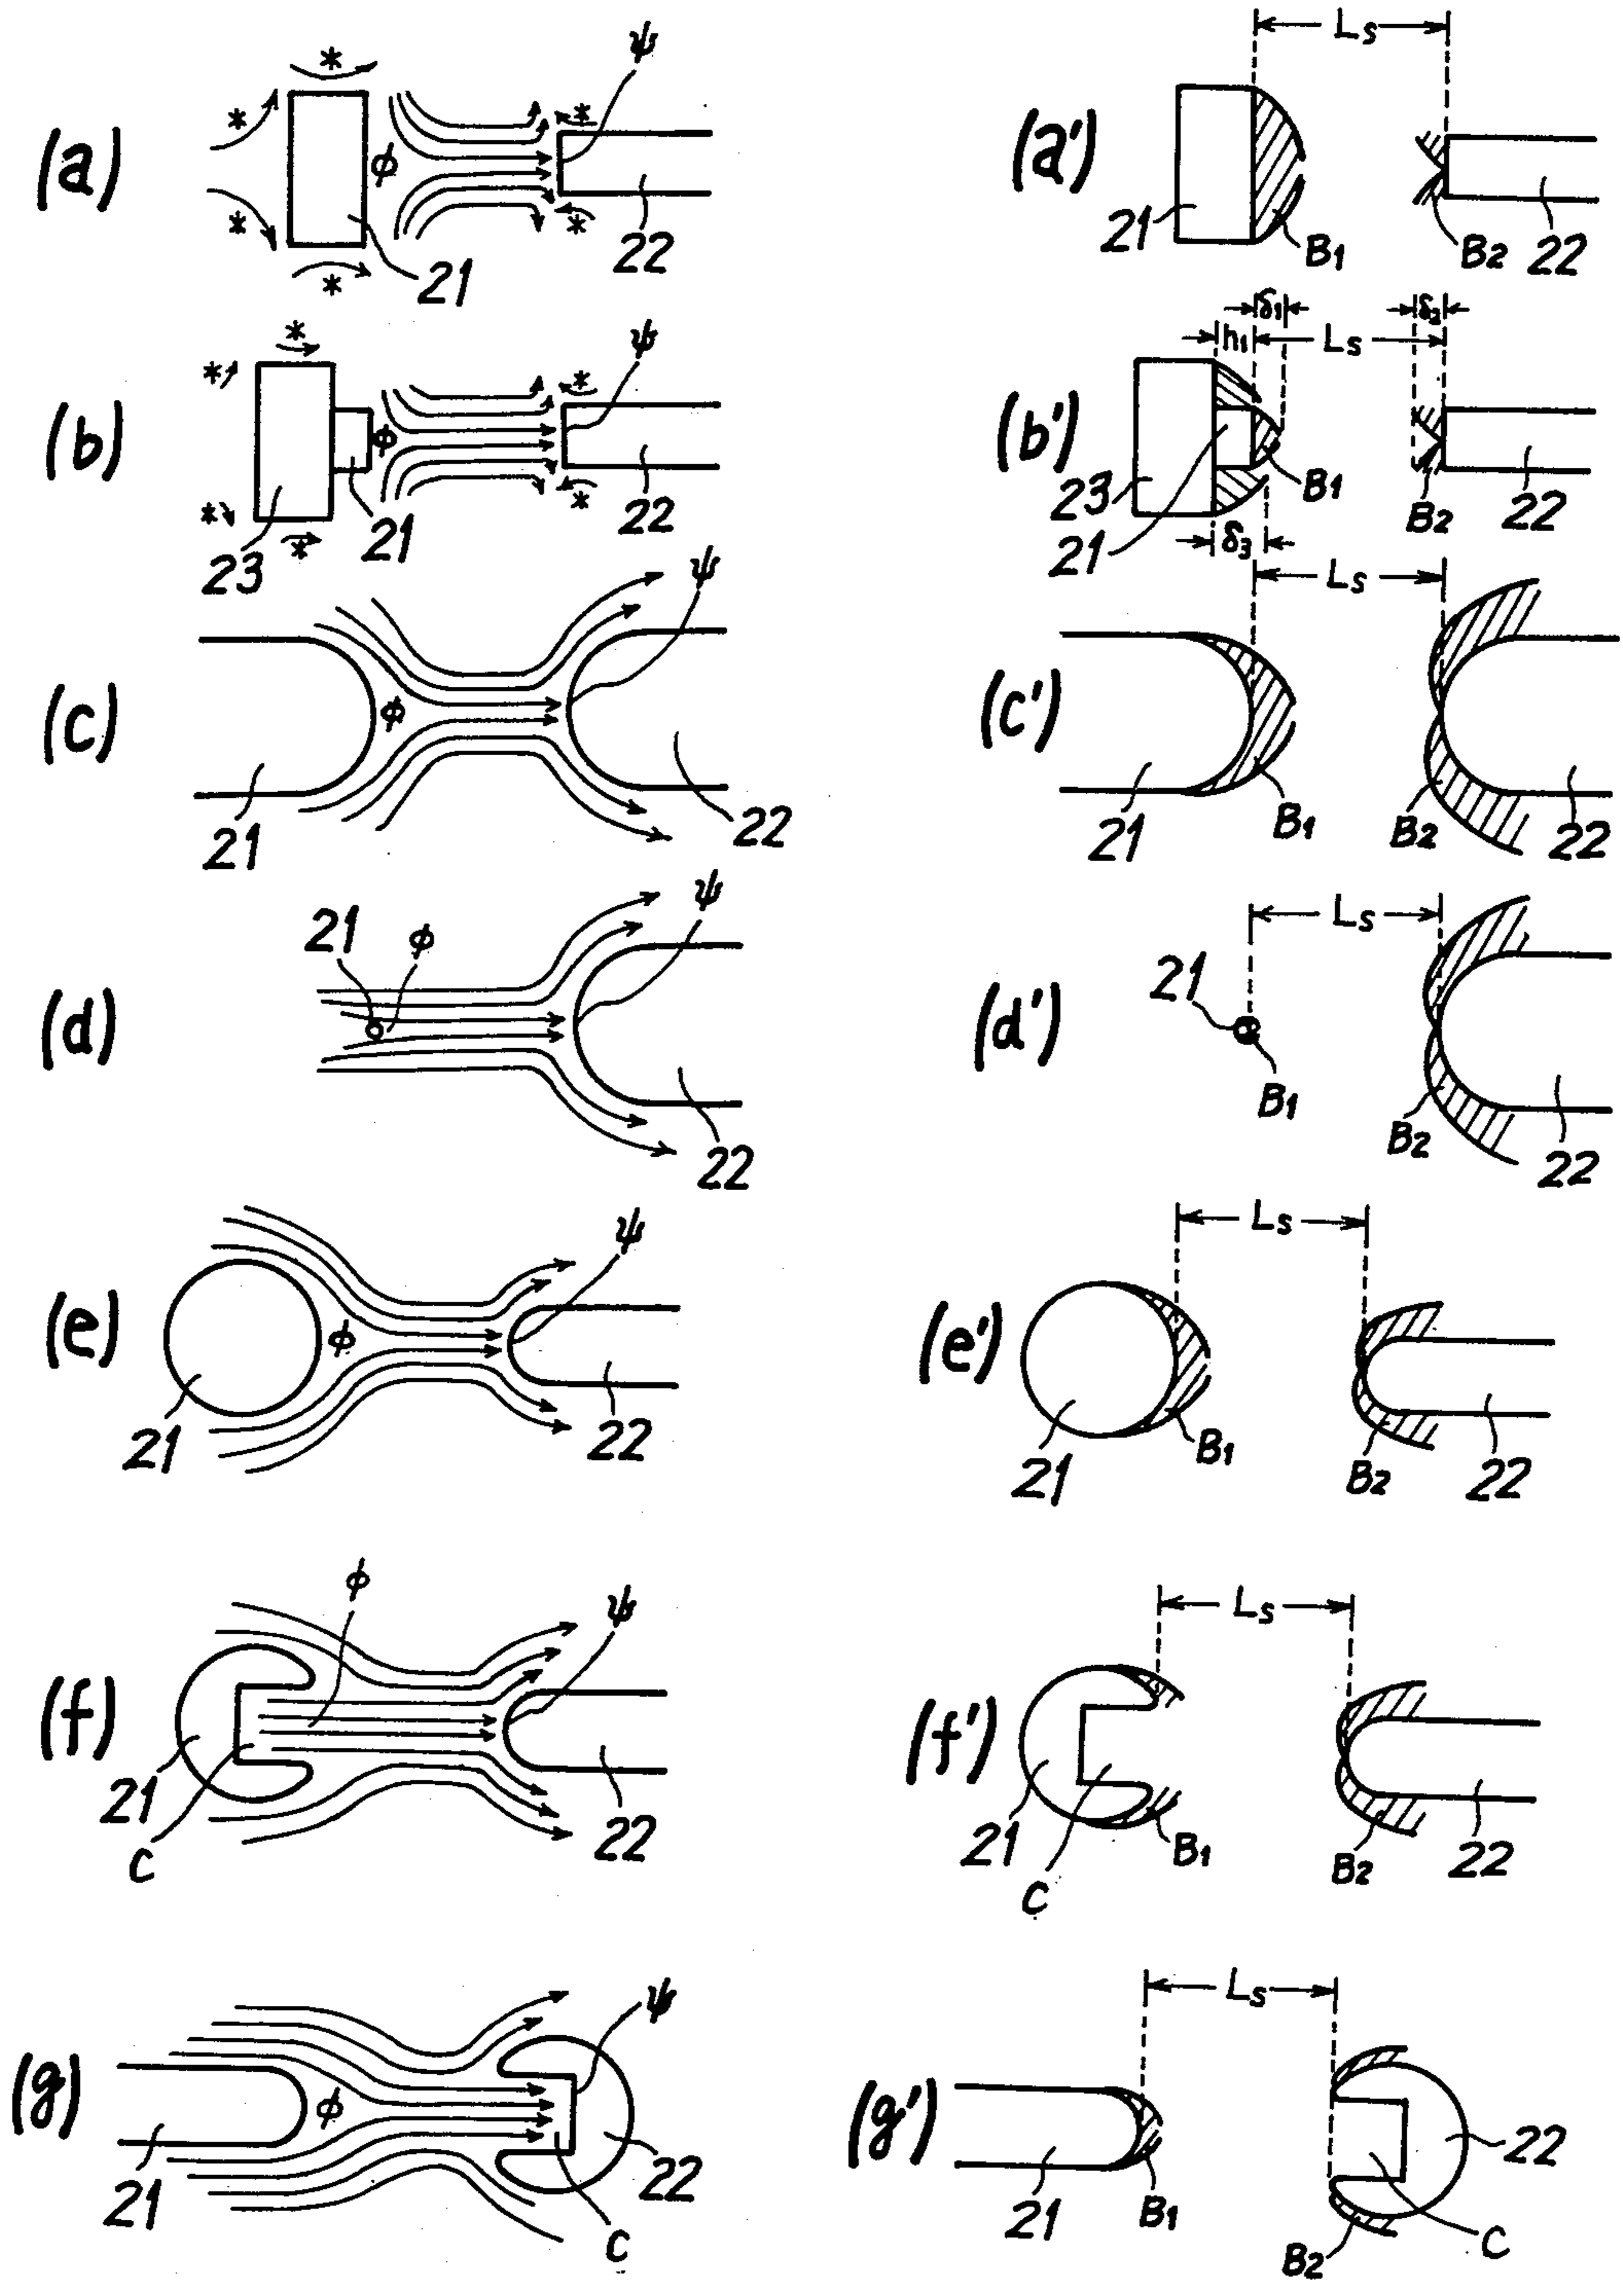 (a) * * * * φ * * ψ 21 22
(a') Ls 21 B1 B2 22
(b) * * * * φ * * ψ 23 21 22
(b') h1 δ1 Ls δ2 23 21 δ3 B1 B2 22
(c) φ ψ 21 22
(c') Ls 21 B1 B2 22
(d) 21 φ ψ 22
(d') Ls 21 B1 B2 22
(e) φ ψ 21 22
(e') Ls 21 B1 B2 22
(f) φ ψ 21 C 22
(f') Ls 21 C B1 B2 22
(g) φ ψ 21 C 22
(g') Ls 21 B1 B2 C 22